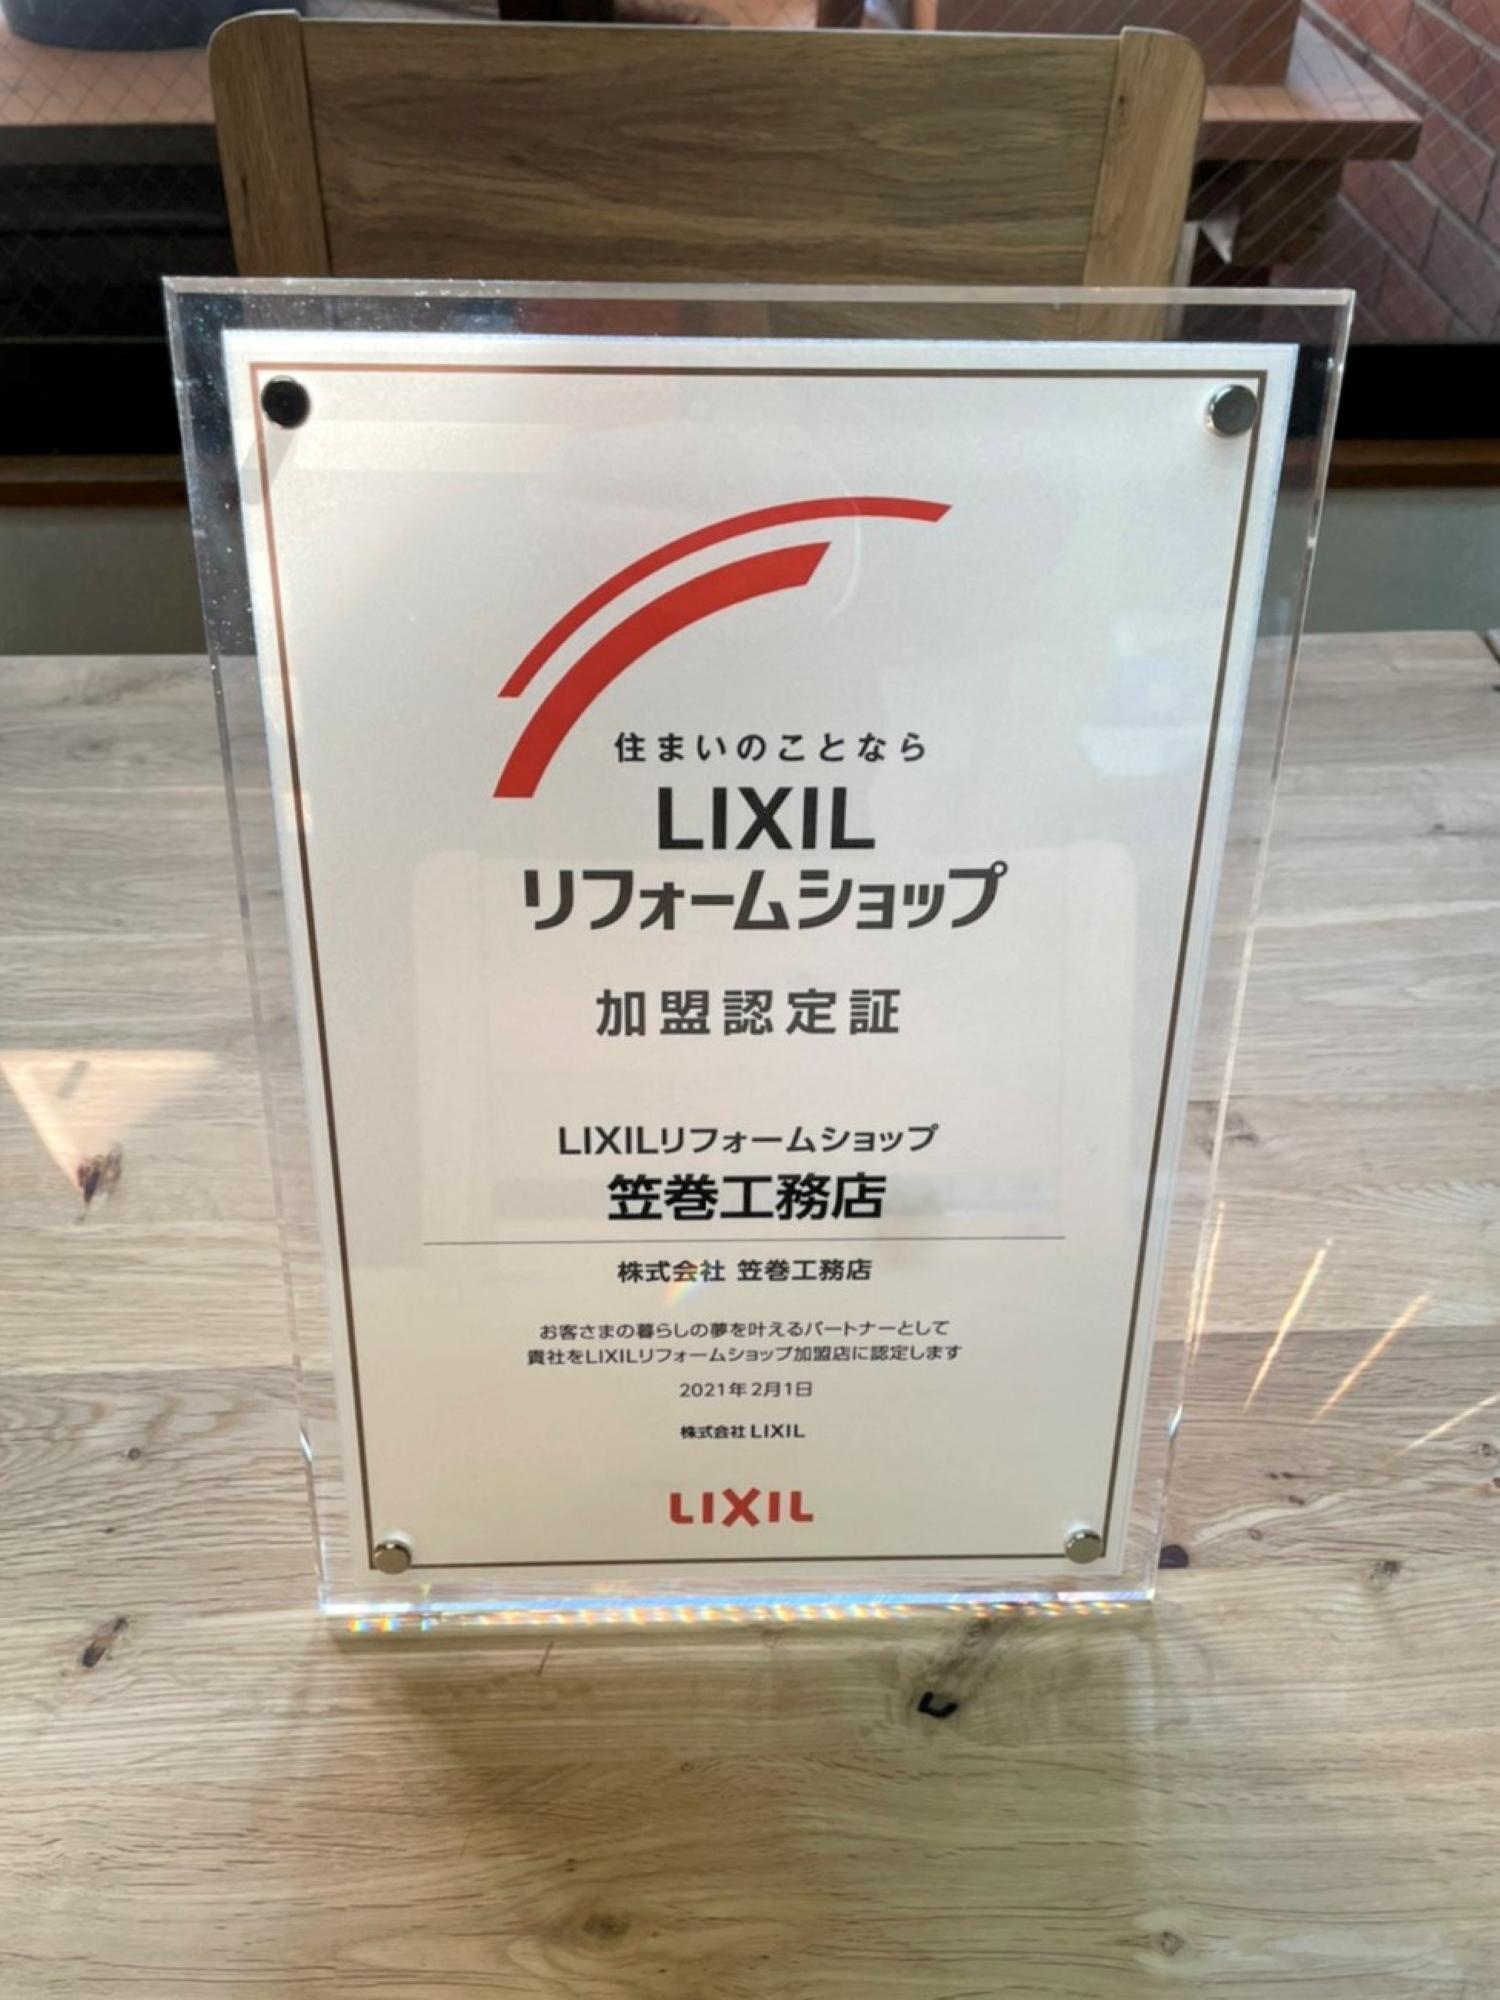 住まいのことなら
LIXIL
リフォームショップ
加盟認定証
LIXILリフォームショップ
笠巻工務店
株式会社 笠巻工務店
お客さまの暮らしの夢を叶えるパートナーとして
貴社をLIXILリフォームショップ加盟店に認定します
2021年2月1日
株式会社LIXIL
LIXIL